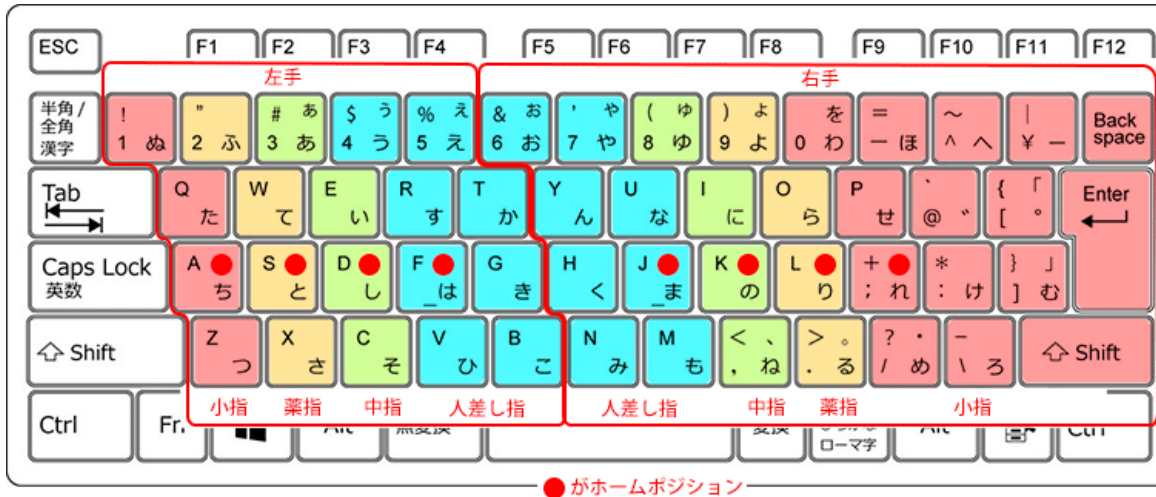 ESC F1 F2 F3 F4 F5 F6 F7 F8 F9 F10 F11 F12
左手 右手
半角/ ! " # ぁ $ ぅ % ぇ & ぉ ' ゃ ( ゅ ) ょ を = ～ | Back
全角 space
漢字 1 ぬ 2 ふ 3 あ 4 う 5 え 6 お 7 や 8 ゆ 9 よ 0 わ - ほ ^ へ ¥ ー
Tab Q W E R T Y U I O P ` { 「 Enter
た て い す か ん な に ら せ @ ゛ [ ゜
Caps Lock A S D F G H J K L + * } 」
英数 ち と し _は き く _ま の り ; れ : け ] む
Shift Z X C V B N M < 、 > 。 ? ・ _ Shift
つ さ そ ひ こ み も , ね . る / め \ ろ
小指 薬指 中指 人差し指 人差し指 中指 薬指 小指
Ctrl
ローマ字
がホームポジション